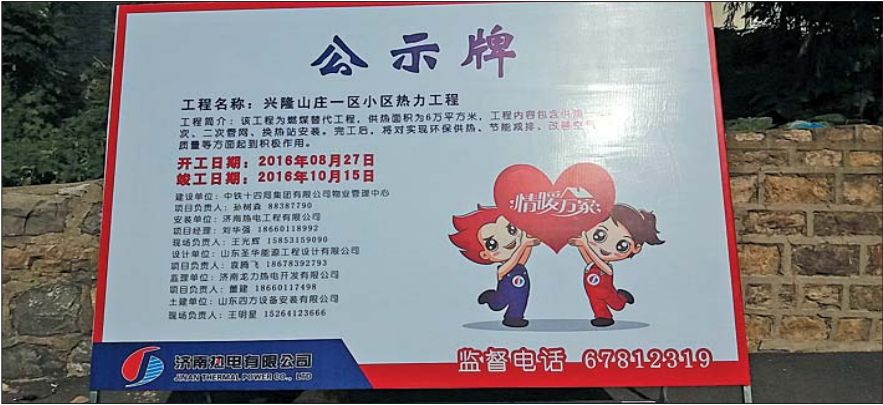 公示牌
工程名称：兴隆山庄一区小区热力工程
工程简介：该工程为燃煤替代工程，供热面积为6万平方米，工程内容包含供热一
次、二次管网、换热站安装。完工后，将对实现环保供热、节能减排、改善空气
质量等方面起到积极作用。
开工日期：2016年08月27日
竣工日期：2016年10月15日
建设单位：中铁十四局集团有限公司物业管理中心
项目负责人：孙树森 88387790
安装单位：济南热电工程有限公司
项目经理：刘华强 18660118992
现场负责人：王光辉 15853159090
设计单位：山东圣华能源工程设计有限公司
项目负责人：袁腾飞 18678392793
监理单位：济南龙力热电开发有限公司
项目负责人：董建 18660117498
土建单位：山东四方设备安装有限公司
现场负责人：王明星 15264123666
情暖万家
济南热电有限公司
JINAN THERMAL POWER CO., LTD
监督电话 67812319